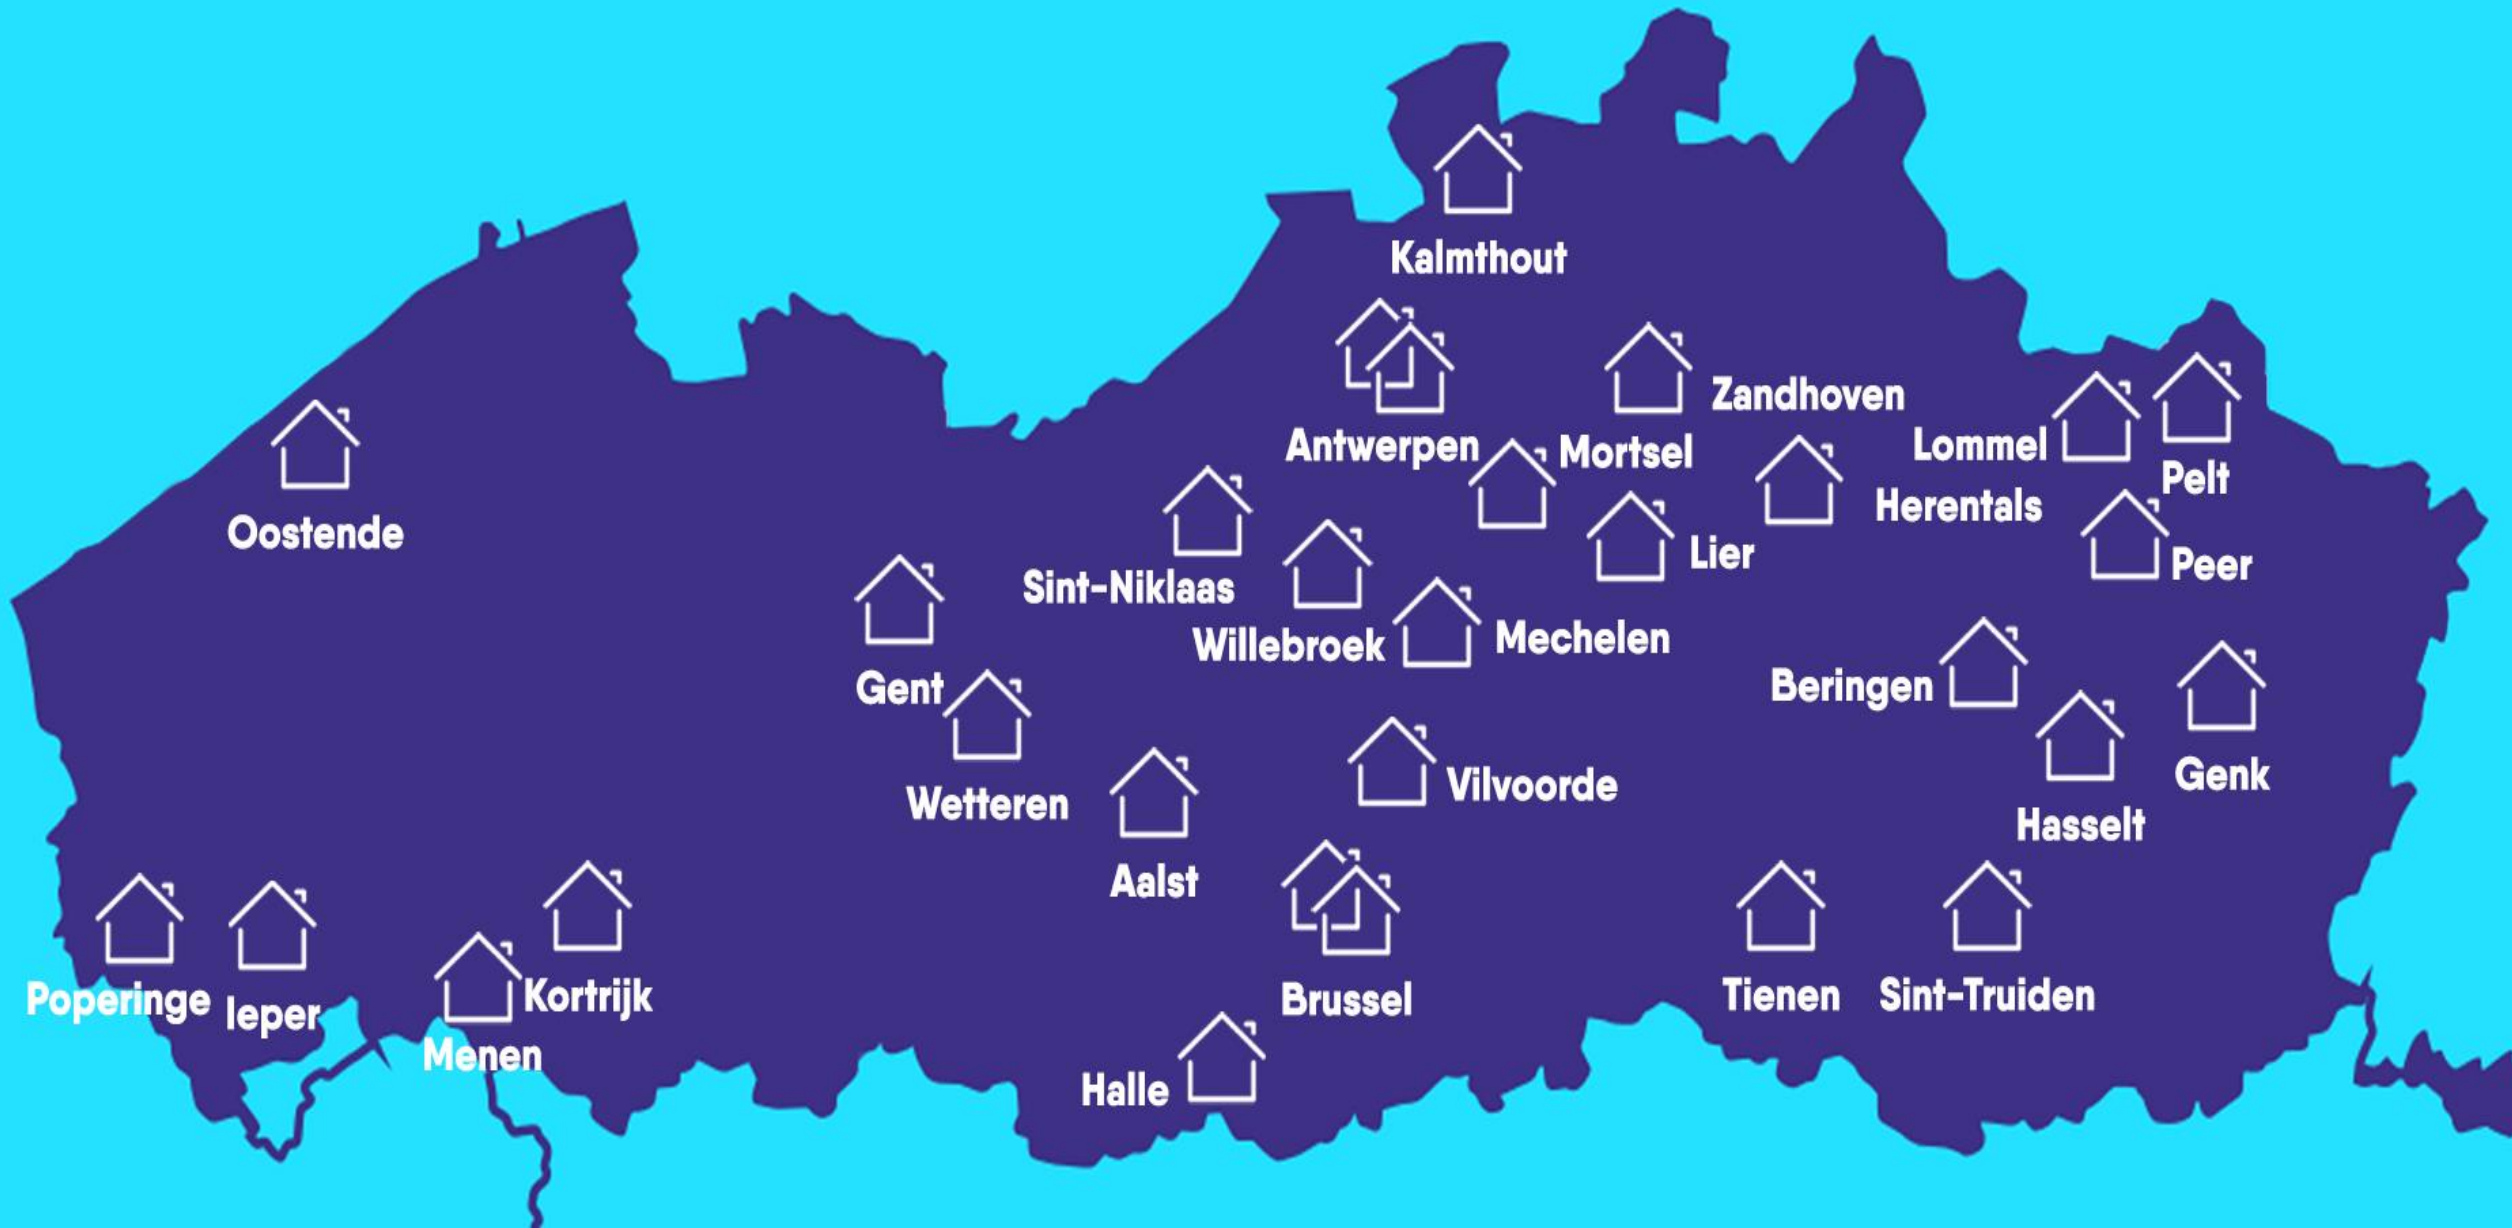 Kalmthout
Zandhoven
Antwerpen
Mortsel
Lommel
Pelt
Herentals
Oostende
Lier
Peer
Sint-Niklaas
Willebroek
Mechelen
Gent
Beringen
Genk
Vilvoorde
Wetteren
Hasselt
Aalst
Poperinge
Ieper
Kortrijk
Brussel
Tienen
Sint-Truiden
Menen
Halle